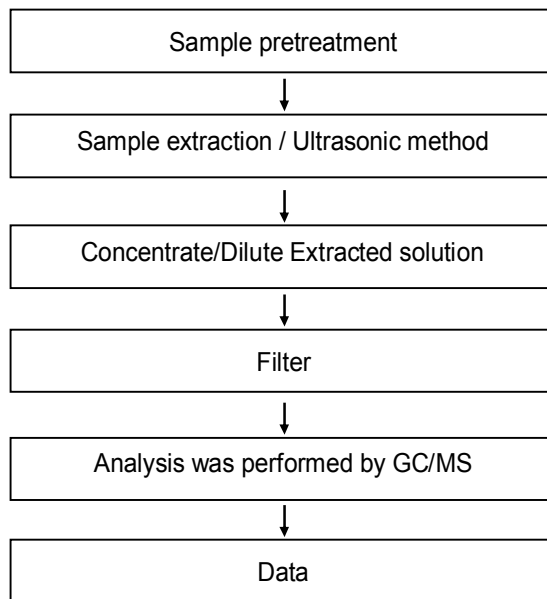 Sample pretreatment
Sample extraction / Ultrasonic method
Concentrate/Dilute Extracted solution
Filter
Analysis was performed by GC/MS
Data